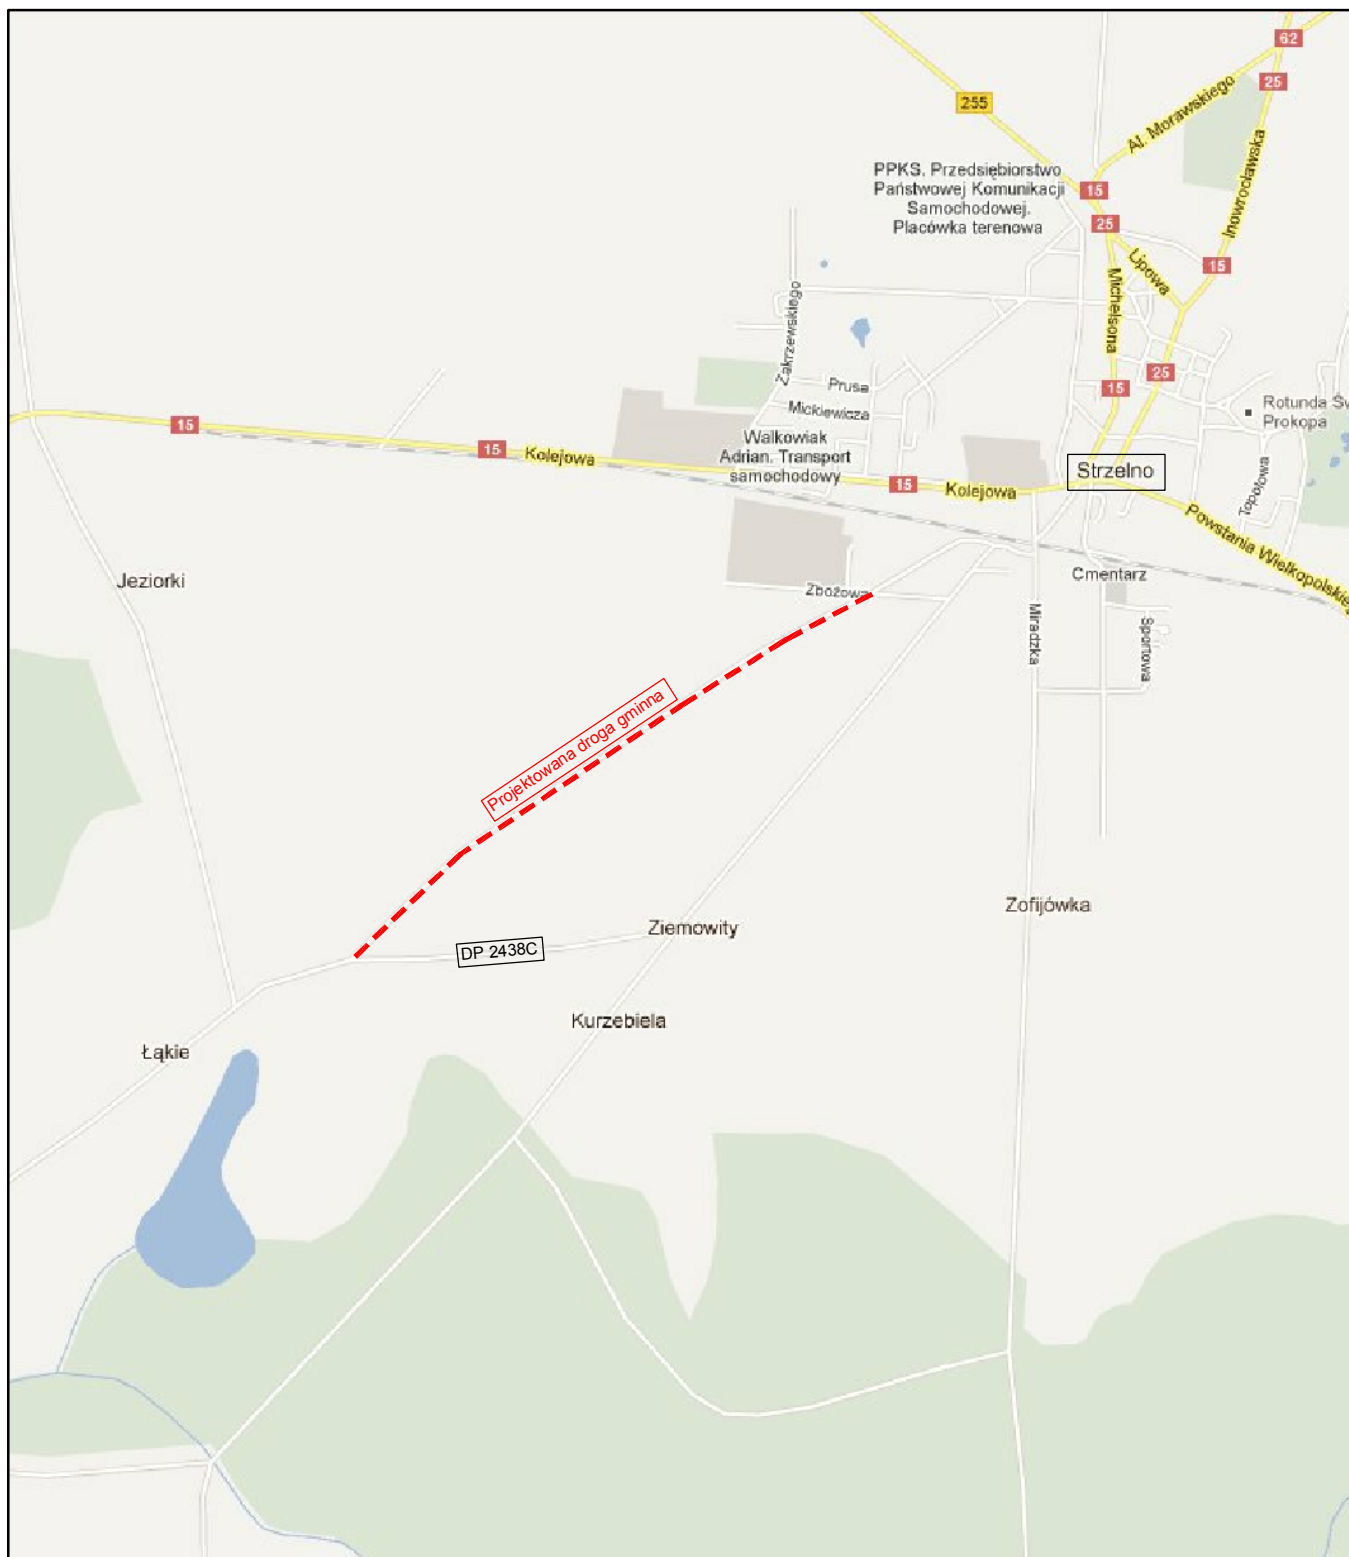 62
25
255
Al. Morawskiego
Inowrocławska
PPKS. Przedsiębiorstwo
Państwowej Komunikacji
Samochodowej.
Placówka terenowa
15
25
Lipowa
15
Michelsona
Zakrzewskiego
25
15
Prusa
Mickiewicza
Rotunda Św
Prokopa
15
15
Kolejowa
Walkowiak
Adrian. Transport
samochodowy
15
Kolejowa
Strzelno
Topolowa
Powstania Wielkopolskieg
Jeziorki
Cmentarz
Zbożowa
Miradzka
Sportowa
Projektowana droga gminna
Zofijówka
Ziemowity
DP 2438C
Kurzebiela
Łąkie